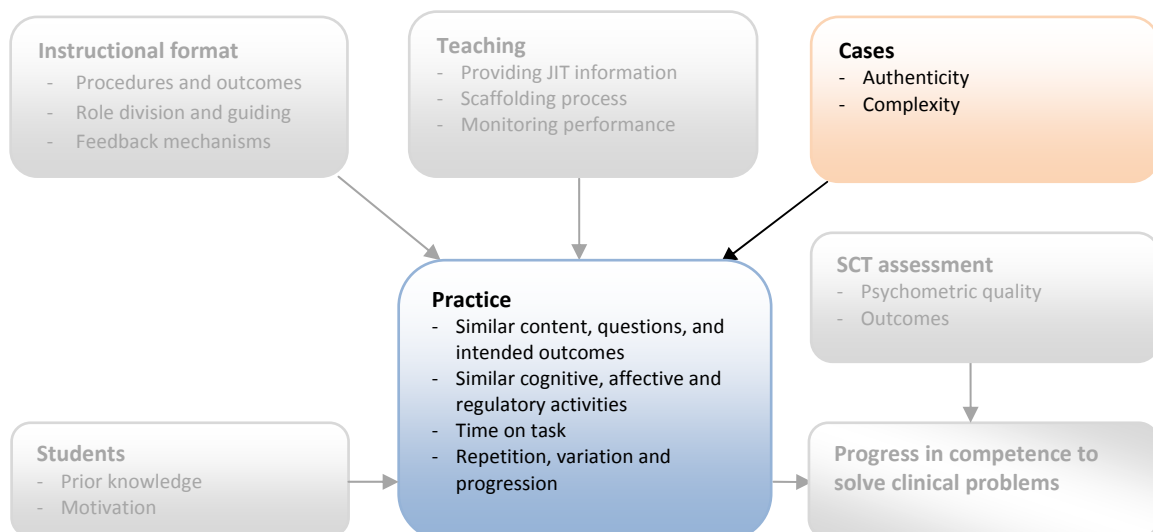 Instructional format
- Procedures and outcomes
- Role division and guiding
- Feedback mechanisms
Teaching
- Providing JIT information
- Scaffolding process
- Monitoring performance
Cases
- Authenticity
- Complexity
SCT assessment
- Psychometric quality
- Outcomes
Practice
- Similar content, questions, and
intended outcomes
- Similar cognitive, affective and
regulatory activities
- Time on task
- Repetition, variation and
progression
Students
- Prior knowledge
- Motivation
Progress in competence to
solve clinical problems